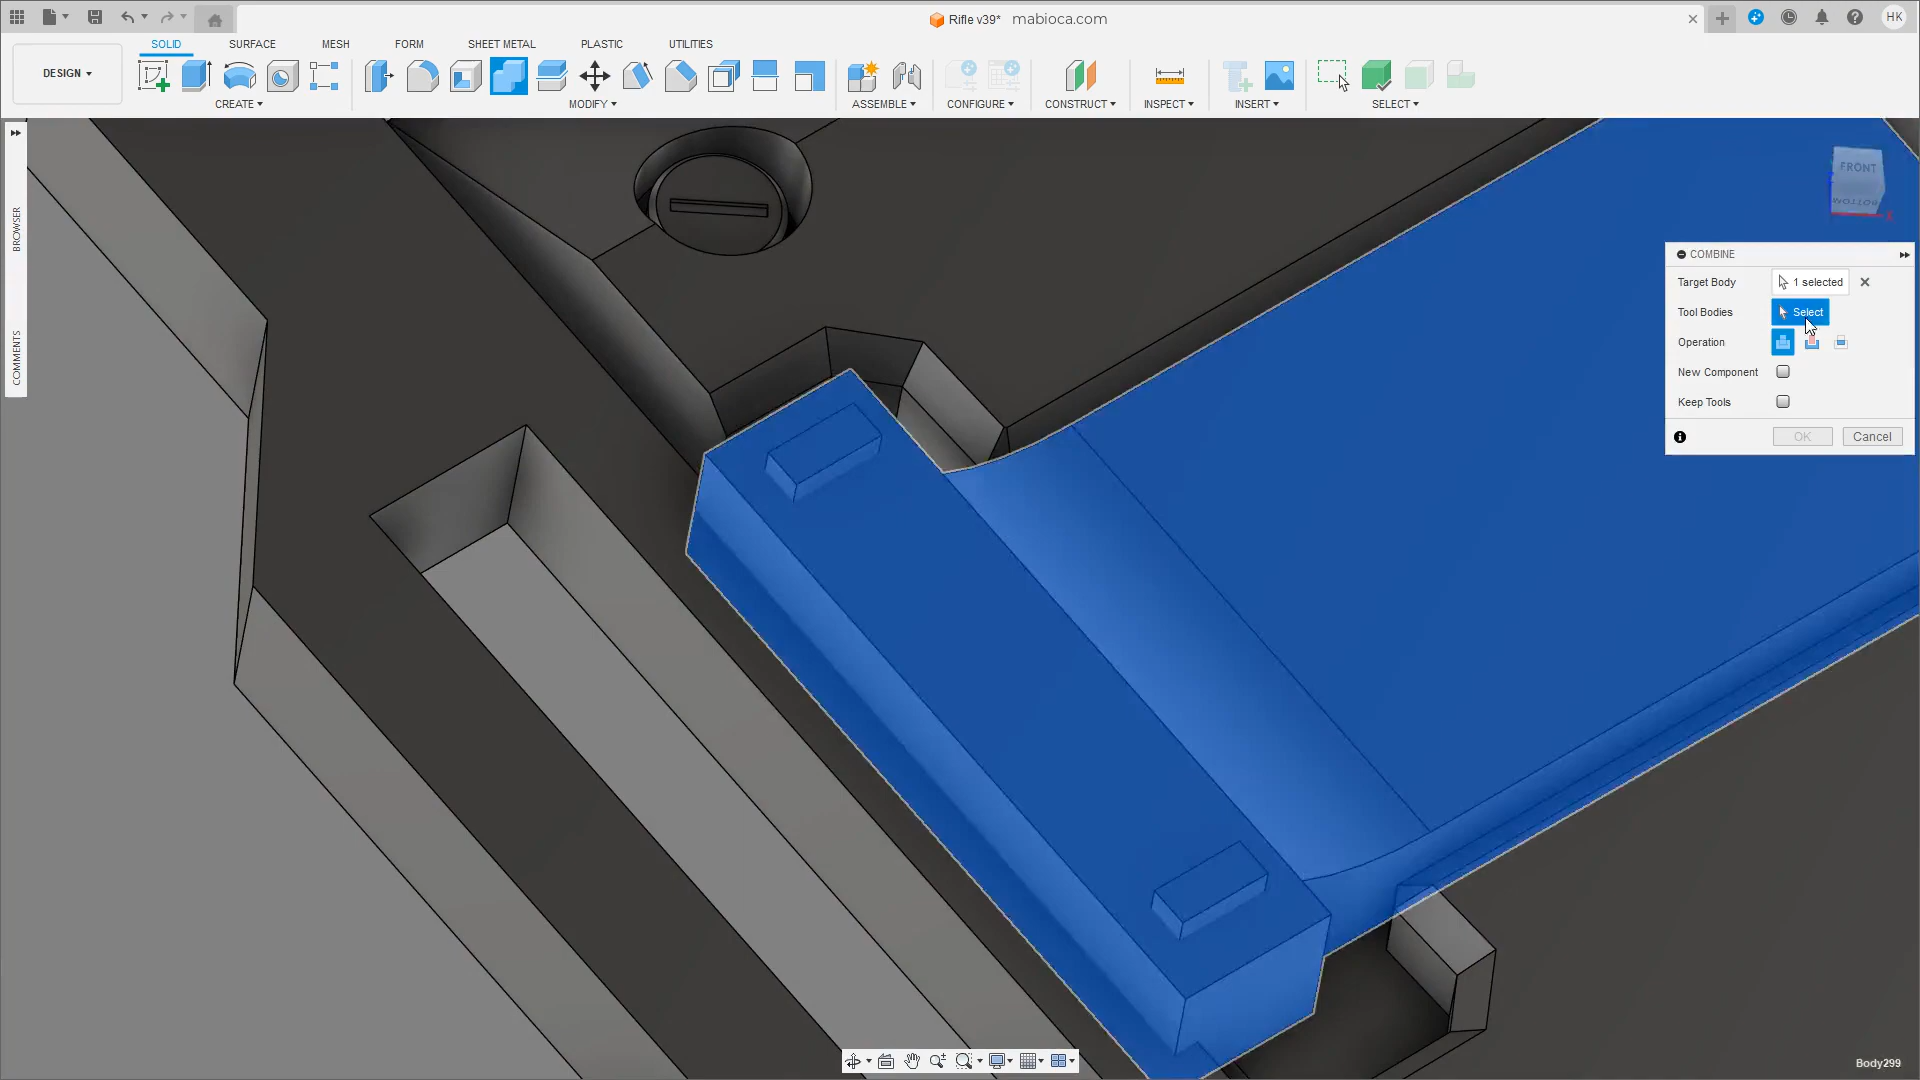 Rifle v39*
mabioca.com
HK
DESIGN
SOLID
SURFACE
MESH
FORM
SHEET METAL
PLASTIC
UTILITIES
CREATE
MODIFY
ASSEMBLE
CONFIGURE
CONSTRUCT
INSPECT
INSERT
SELECT
BROWSER
COMMENTS
FRONT
BOTTOM
X
COMBINE
Target Body
1 selected
Tool Bodies
Select
Operation
New Component
Keep Tools
OK
Cancel
Body299